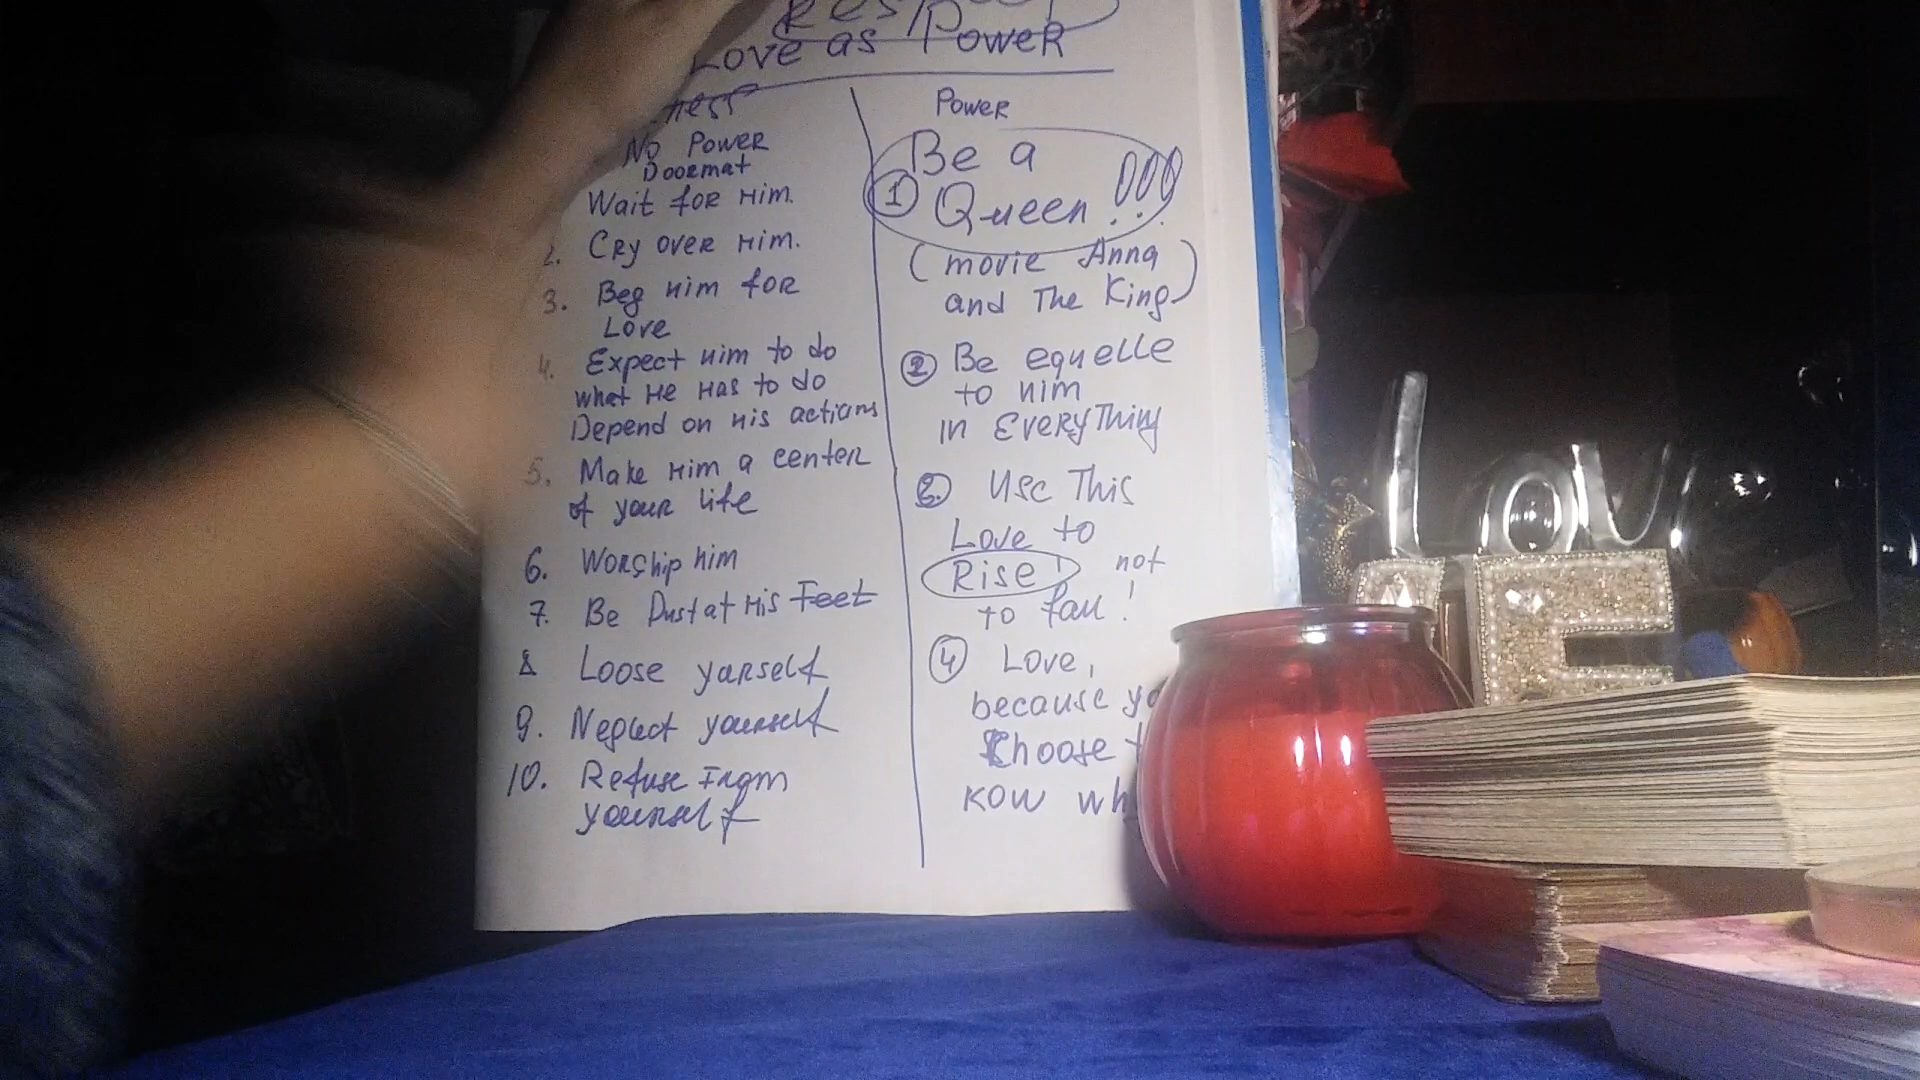 Love as Power
No Power
Doormat
Wait for Him.
2. Cry over Him.
3. Beg Him for
Love
4. Expect Him to do
what He Has to do
Depend on His actions
5. Make Him a center
of your life
6. Worship him
7. Be Dust at His Feet
8 Loose yourself
9. Neglect yourself
10. Refuse From
yourself
Power
Be a
1 Queen !!!
(movie Anna
and The King)
2 Be equelle
to Him
in EveryThing
3. Use This
Love to
Rise! not
to fall!
4 Love,
because
Choose
Kow
LOV
E